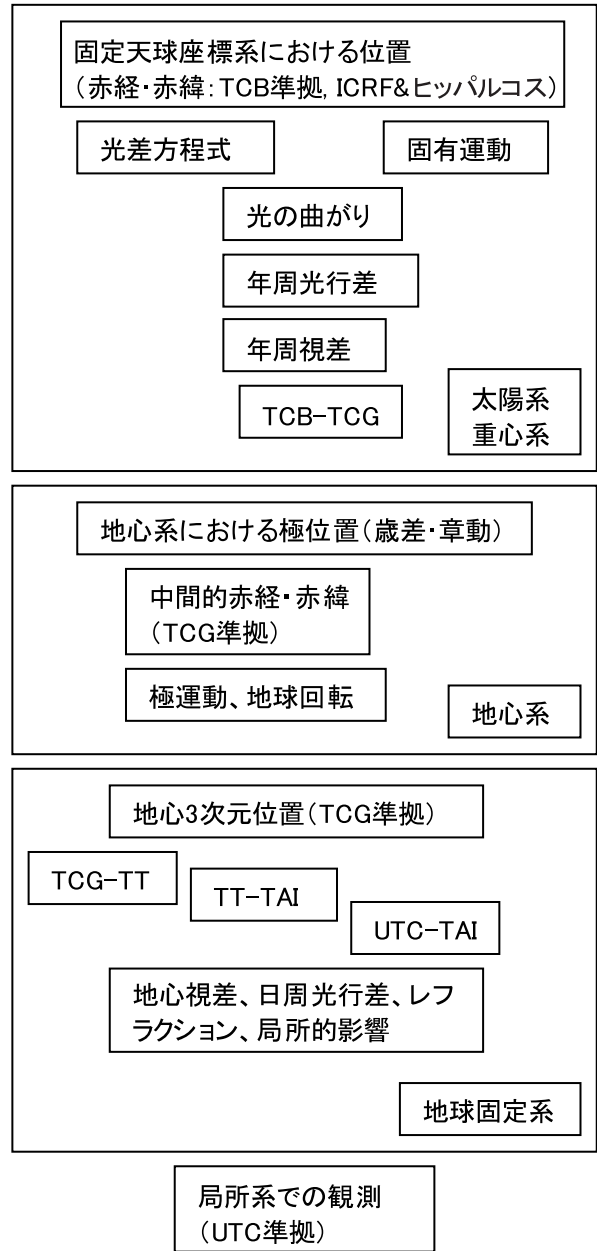 固定天球座標系における位置
（赤経・赤緯：TCB準拠, ICRF&ヒッパルコス）
光差方程式
固有運動
光の曲がり
年周光行差
年周視差
TCB-TCG
太陽系
重心系
地心系における極位置（歳差・章動）
中間的赤経・赤緯
（TCG準拠）
極運動、地球回転
地心系
地心3次元位置（TCG準拠）
TCG-TT
TT-TAI
UTC-TAI
地心視差、日周光行差、レフ
ラクション、局所的影響
地球固定系
局所系での観測
（UTC準拠）